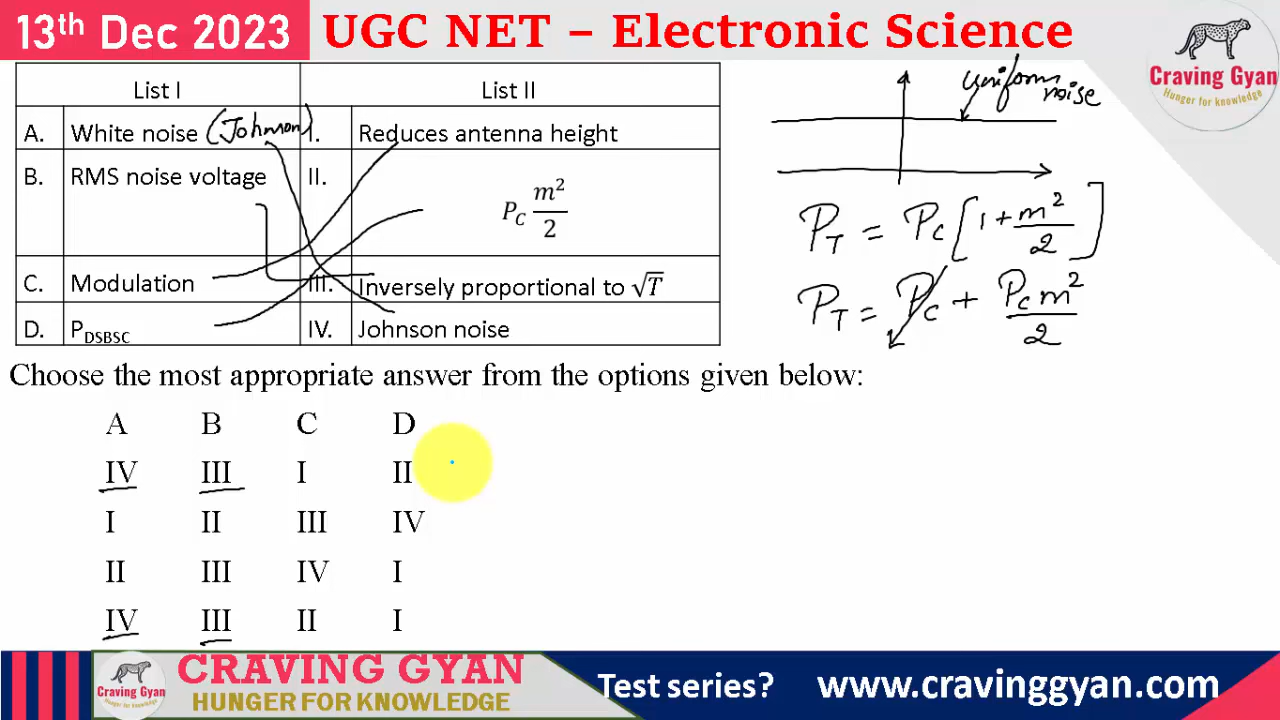 13th Dec 2023 UGC NET – Electronic Science
Craving Gyan
Hunger for knowledge
List I List II
A. White noise (Johnson) I. Reduces antenna height
B. RMS noise voltage II. P_C m²/2
C. Modulation III. Inversely proportional to √T
D. P_DSBSC IV. Johnson noise
uniform
noise
P_T = P_C [1 + m²/2]
P_T = P_C + P_C m²/2
Choose the most appropriate answer from the options given below:
A B C D
IV III I II
I II III IV
II III IV I
IV III II I
Craving Gyan
Hunger for knowledge
CRAVING GYAN
HUNGER FOR KNOWLEDGE
Test series? www.cravinggyan.com